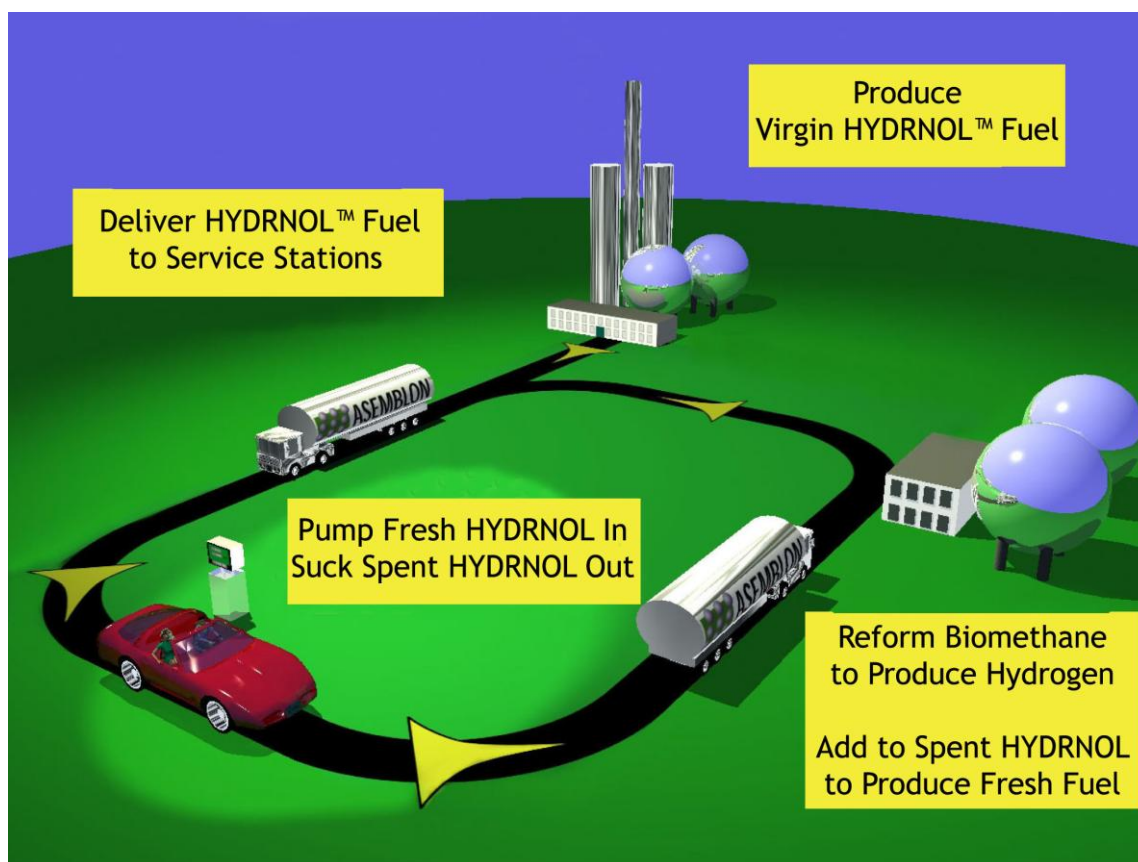 Produce
Virgin HYDRNOL™ Fuel
Deliver HYDRNOL™ Fuel
to Service Stations
ASEMBLON
Pump Fresh HYDRNOL In
Suck Spent HYDRNOL Out
ASEMBLON
Reform Biomethane
to Produce Hydrogen
Add to Spent HYDRNOL
to Produce Fresh Fuel